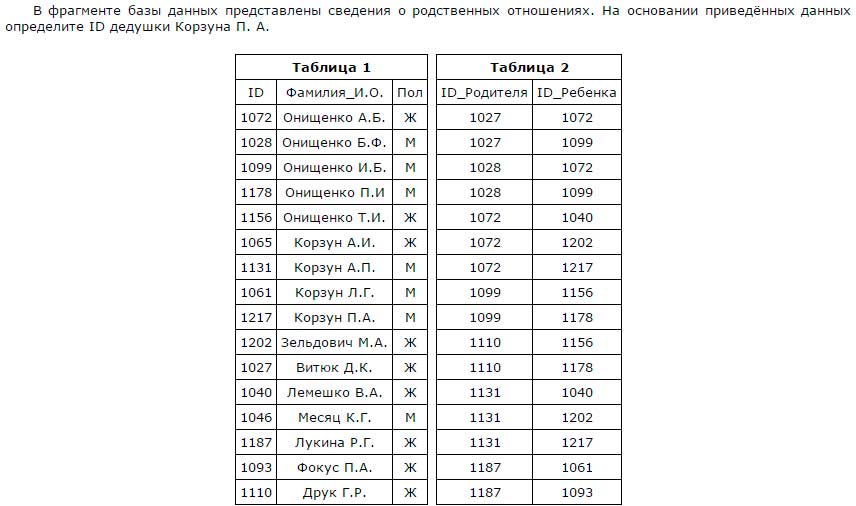 В фрагменте базы данных представлены сведения о родственных отношениях. На основании приведённых данных
определите ID дедушки Корзуна П. А.
Таблица 1 Таблица 2
ID Фамилия_И.О. Пол ID_Родителя ID_Ребенка
1072 Онищенко А.Б. Ж 1027 1072
1028 Онищенко Б.Ф. М 1027 1099
1099 Онищенко И.Б. М 1028 1072
1178 Онищенко П.И М 1028 1099
1156 Онищенко Т.И. Ж 1072 1040
1065 Корзун А.И. Ж 1072 1202
1131 Корзун А.П. М 1072 1217
1061 Корзун Л.Г. М 1099 1156
1217 Корзун П.А. М 1099 1178
1202 Зельдович М.А. Ж 1110 1156
1027 Витюк Д.К. Ж 1110 1178
1040 Лемешко В.А. Ж 1131 1040
1046 Месяц К.Г. М 1131 1202
1187 Лукина Р.Г. Ж 1131 1217
1093 Фокус П.А. Ж 1187 1061
1110 Друк Г.Р. Ж 1187 1093